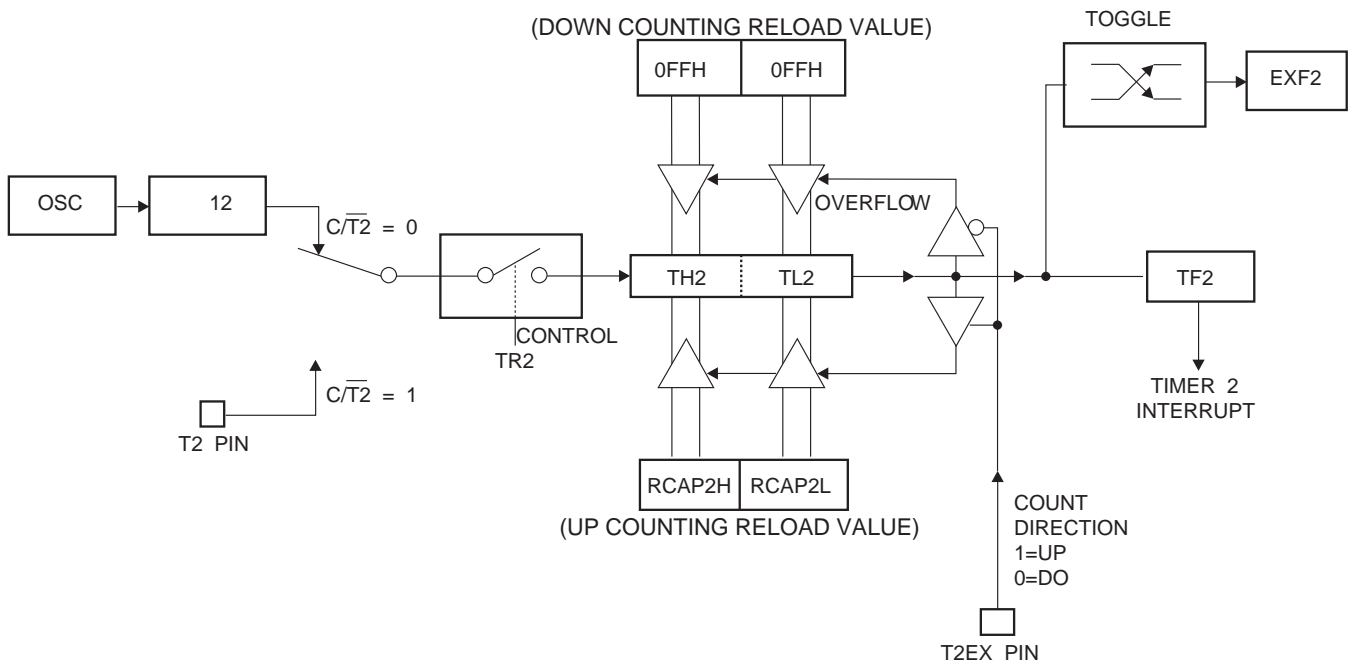 TOGGLE
(DOWN COUNTING RELOAD VALUE)
0FFH 0FFH
EXF2
OSC
12
OVERFLOW
C/T2 = 0
TH2 TL2
TF2
CONTROL
TR2
C/T2 = 1
TIMER 2
INTERRUPT
T2 PIN
RCAP2H RCAP2L
(UP COUNTING RELOAD VALUE)
COUNT
DIRECTION
1=UP
0=DO
T2EX PIN